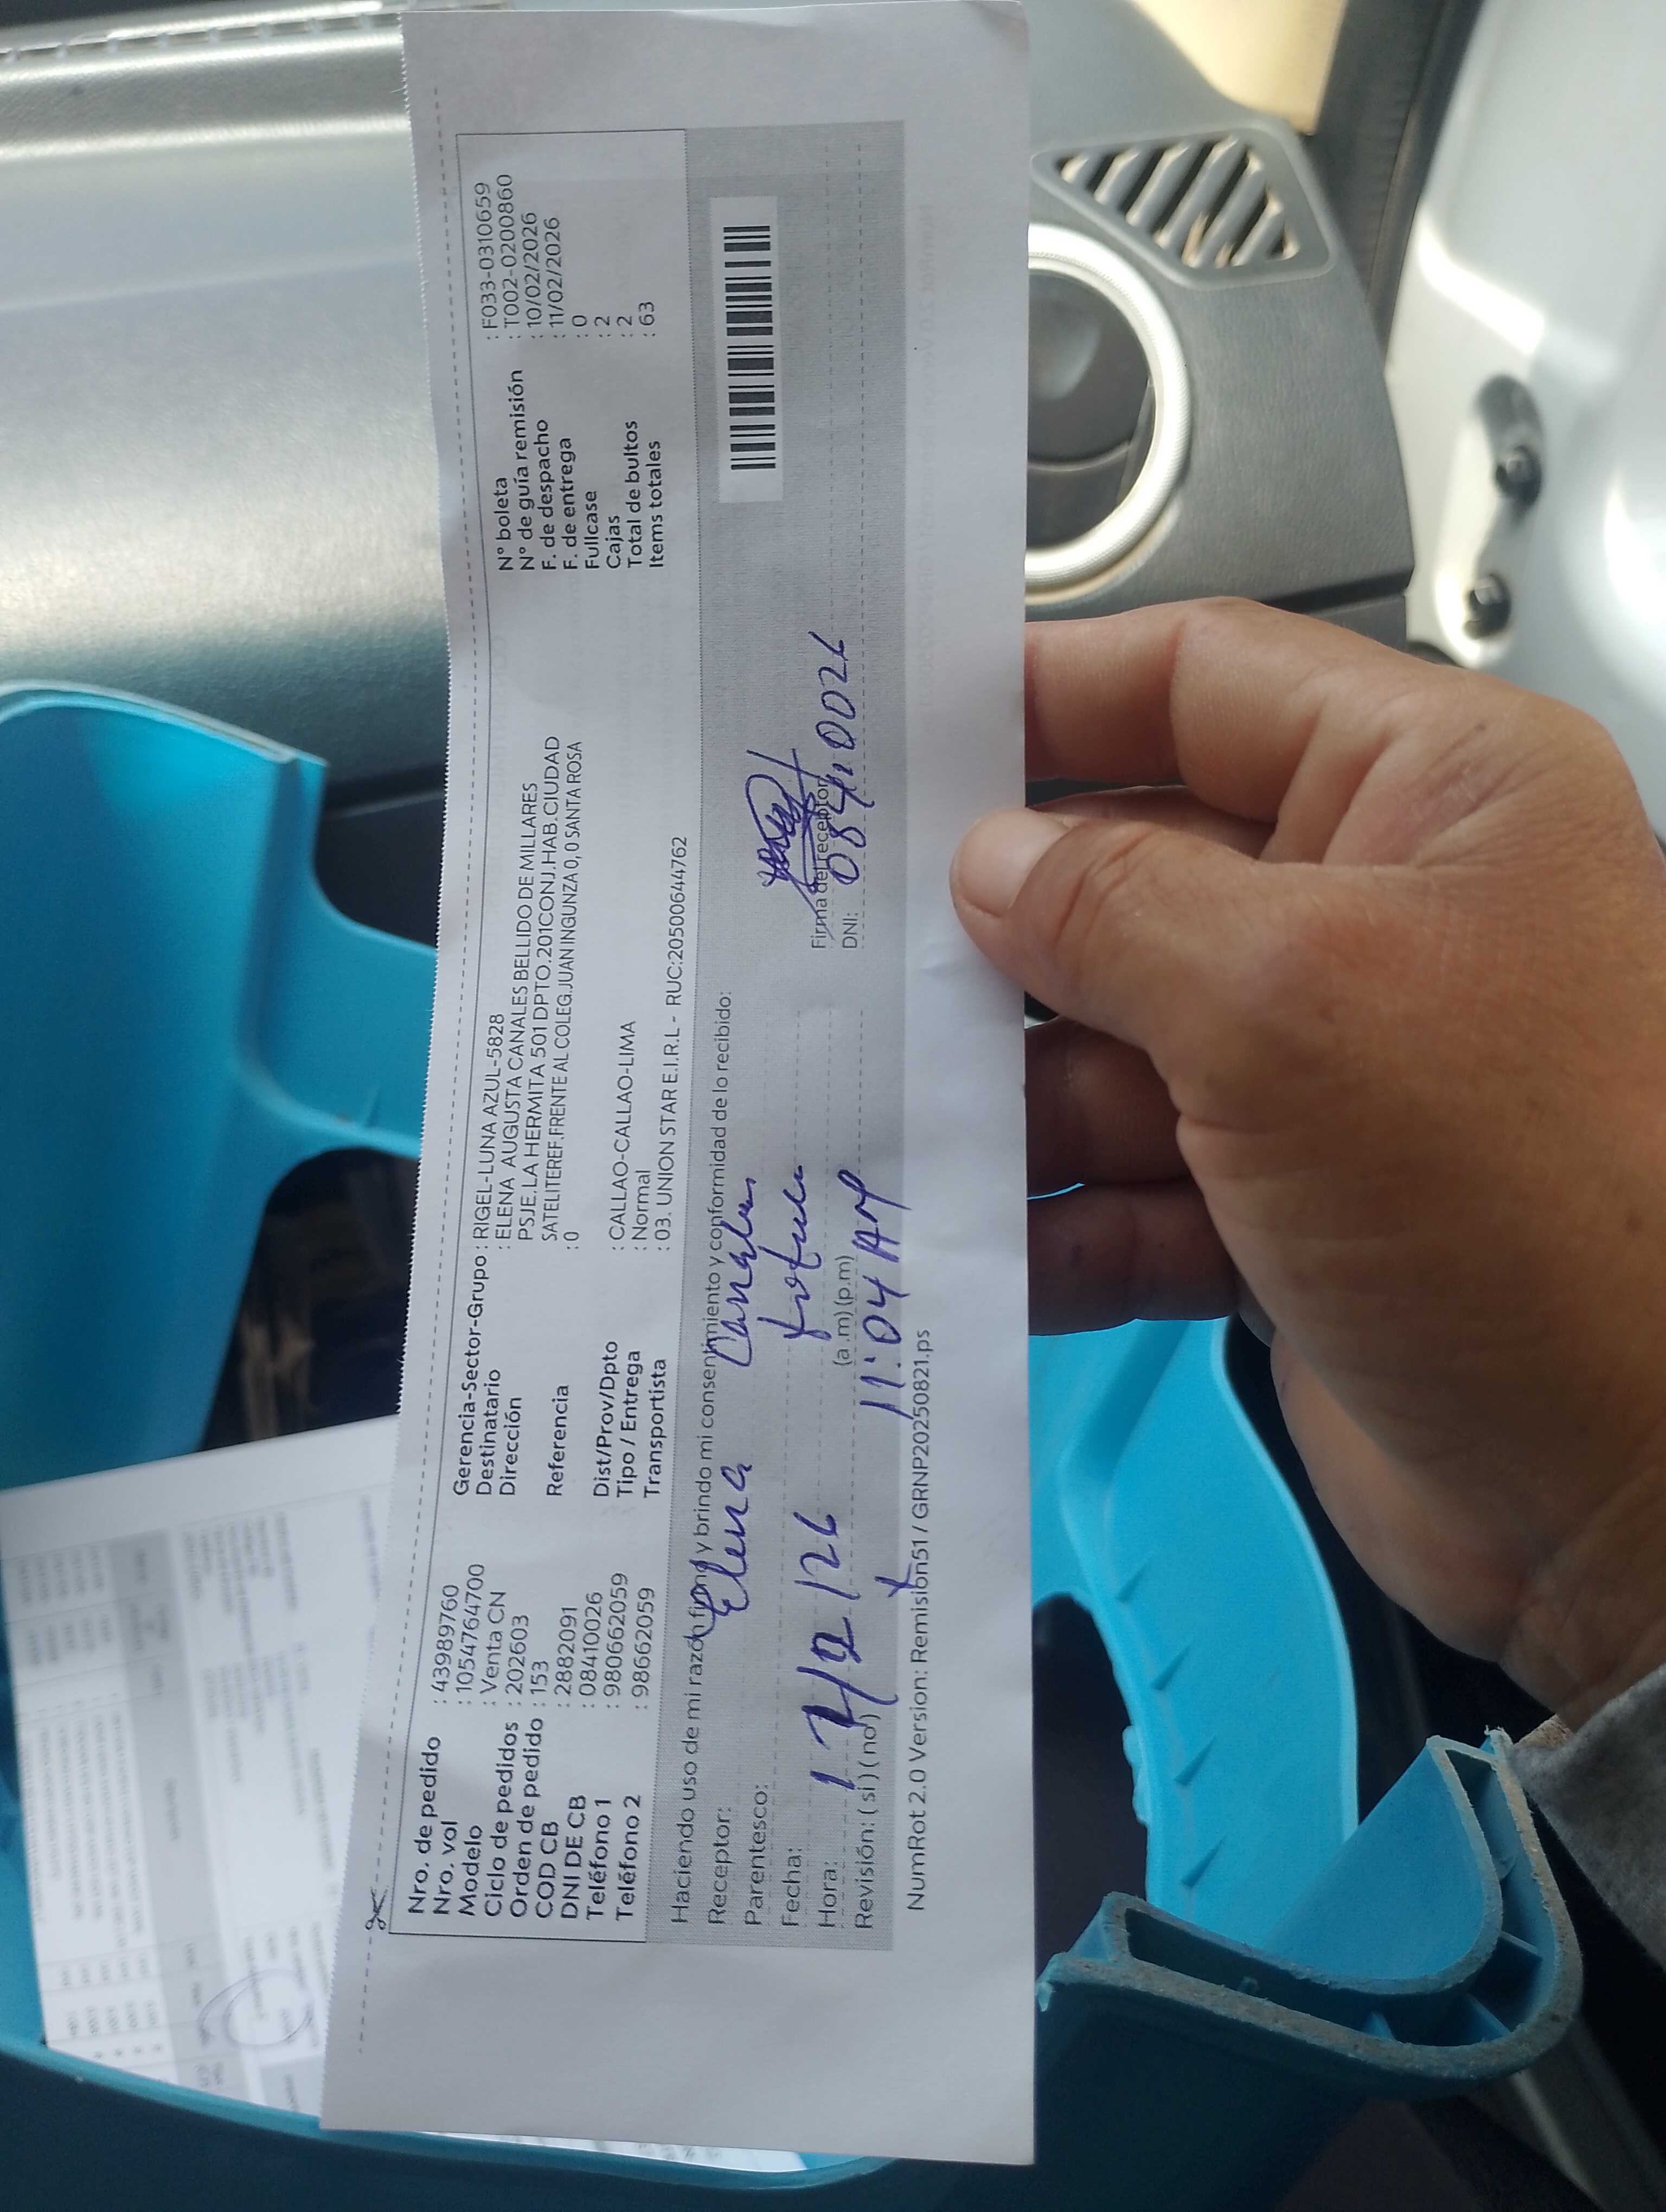 Nro. de pedido : 43989760
Nro. vol : 105476764700
Modelo : Venta CN
Ciclo de pedidos : 202603
Orden de pedido : 153
COD CB : 2882091
DNI DE CB : 08410026
Teléfono 1 : 980662059
Teléfono 2 : 98662059
Gerencia-Sector-Grupo : RIGEL-LUNA AZUL-5828
Destinatario : ELENA AUGUSTA CANALES BELLIDO DE MILLARES
Dirección PSJE.LA HERMITA 501 DPTO.201CONJ.HAB.CIUDAD
SATELITEREF.FRENTE AL COLEG.JUAN INGUNZA 0, 0 SANTA ROSA
Referencia : 0
Dist/Prov/Dpto : CALLAO-CALLAO-LIMA
Tipo / Entrega : Normal
Transportista : 03. UNION STAR E.I.R.L - RUC:20500644762
N° boleta : F033-0310659
N° de guía remisión : T002-0200860
F. de despacho : 10/02/2026
F. de entrega : 11/02/2026
Fullcase : 0
Cajas : 2
Total de bultos : 2
Items totales : 63
Haciendo uso de mi razón firmo y brindo mi consentimiento y conformidad de lo recibido:
Receptor: Elena Canales
Parentesco:
Fecha: 12/02/26
Hora: (a .m) (p.m) 11:04 AM
Revisión: ( si ) ( no )
Firma del receptor
DNI: 08410026
NumRot 2.0 Version: Remision51 / GRNP20250821.ps